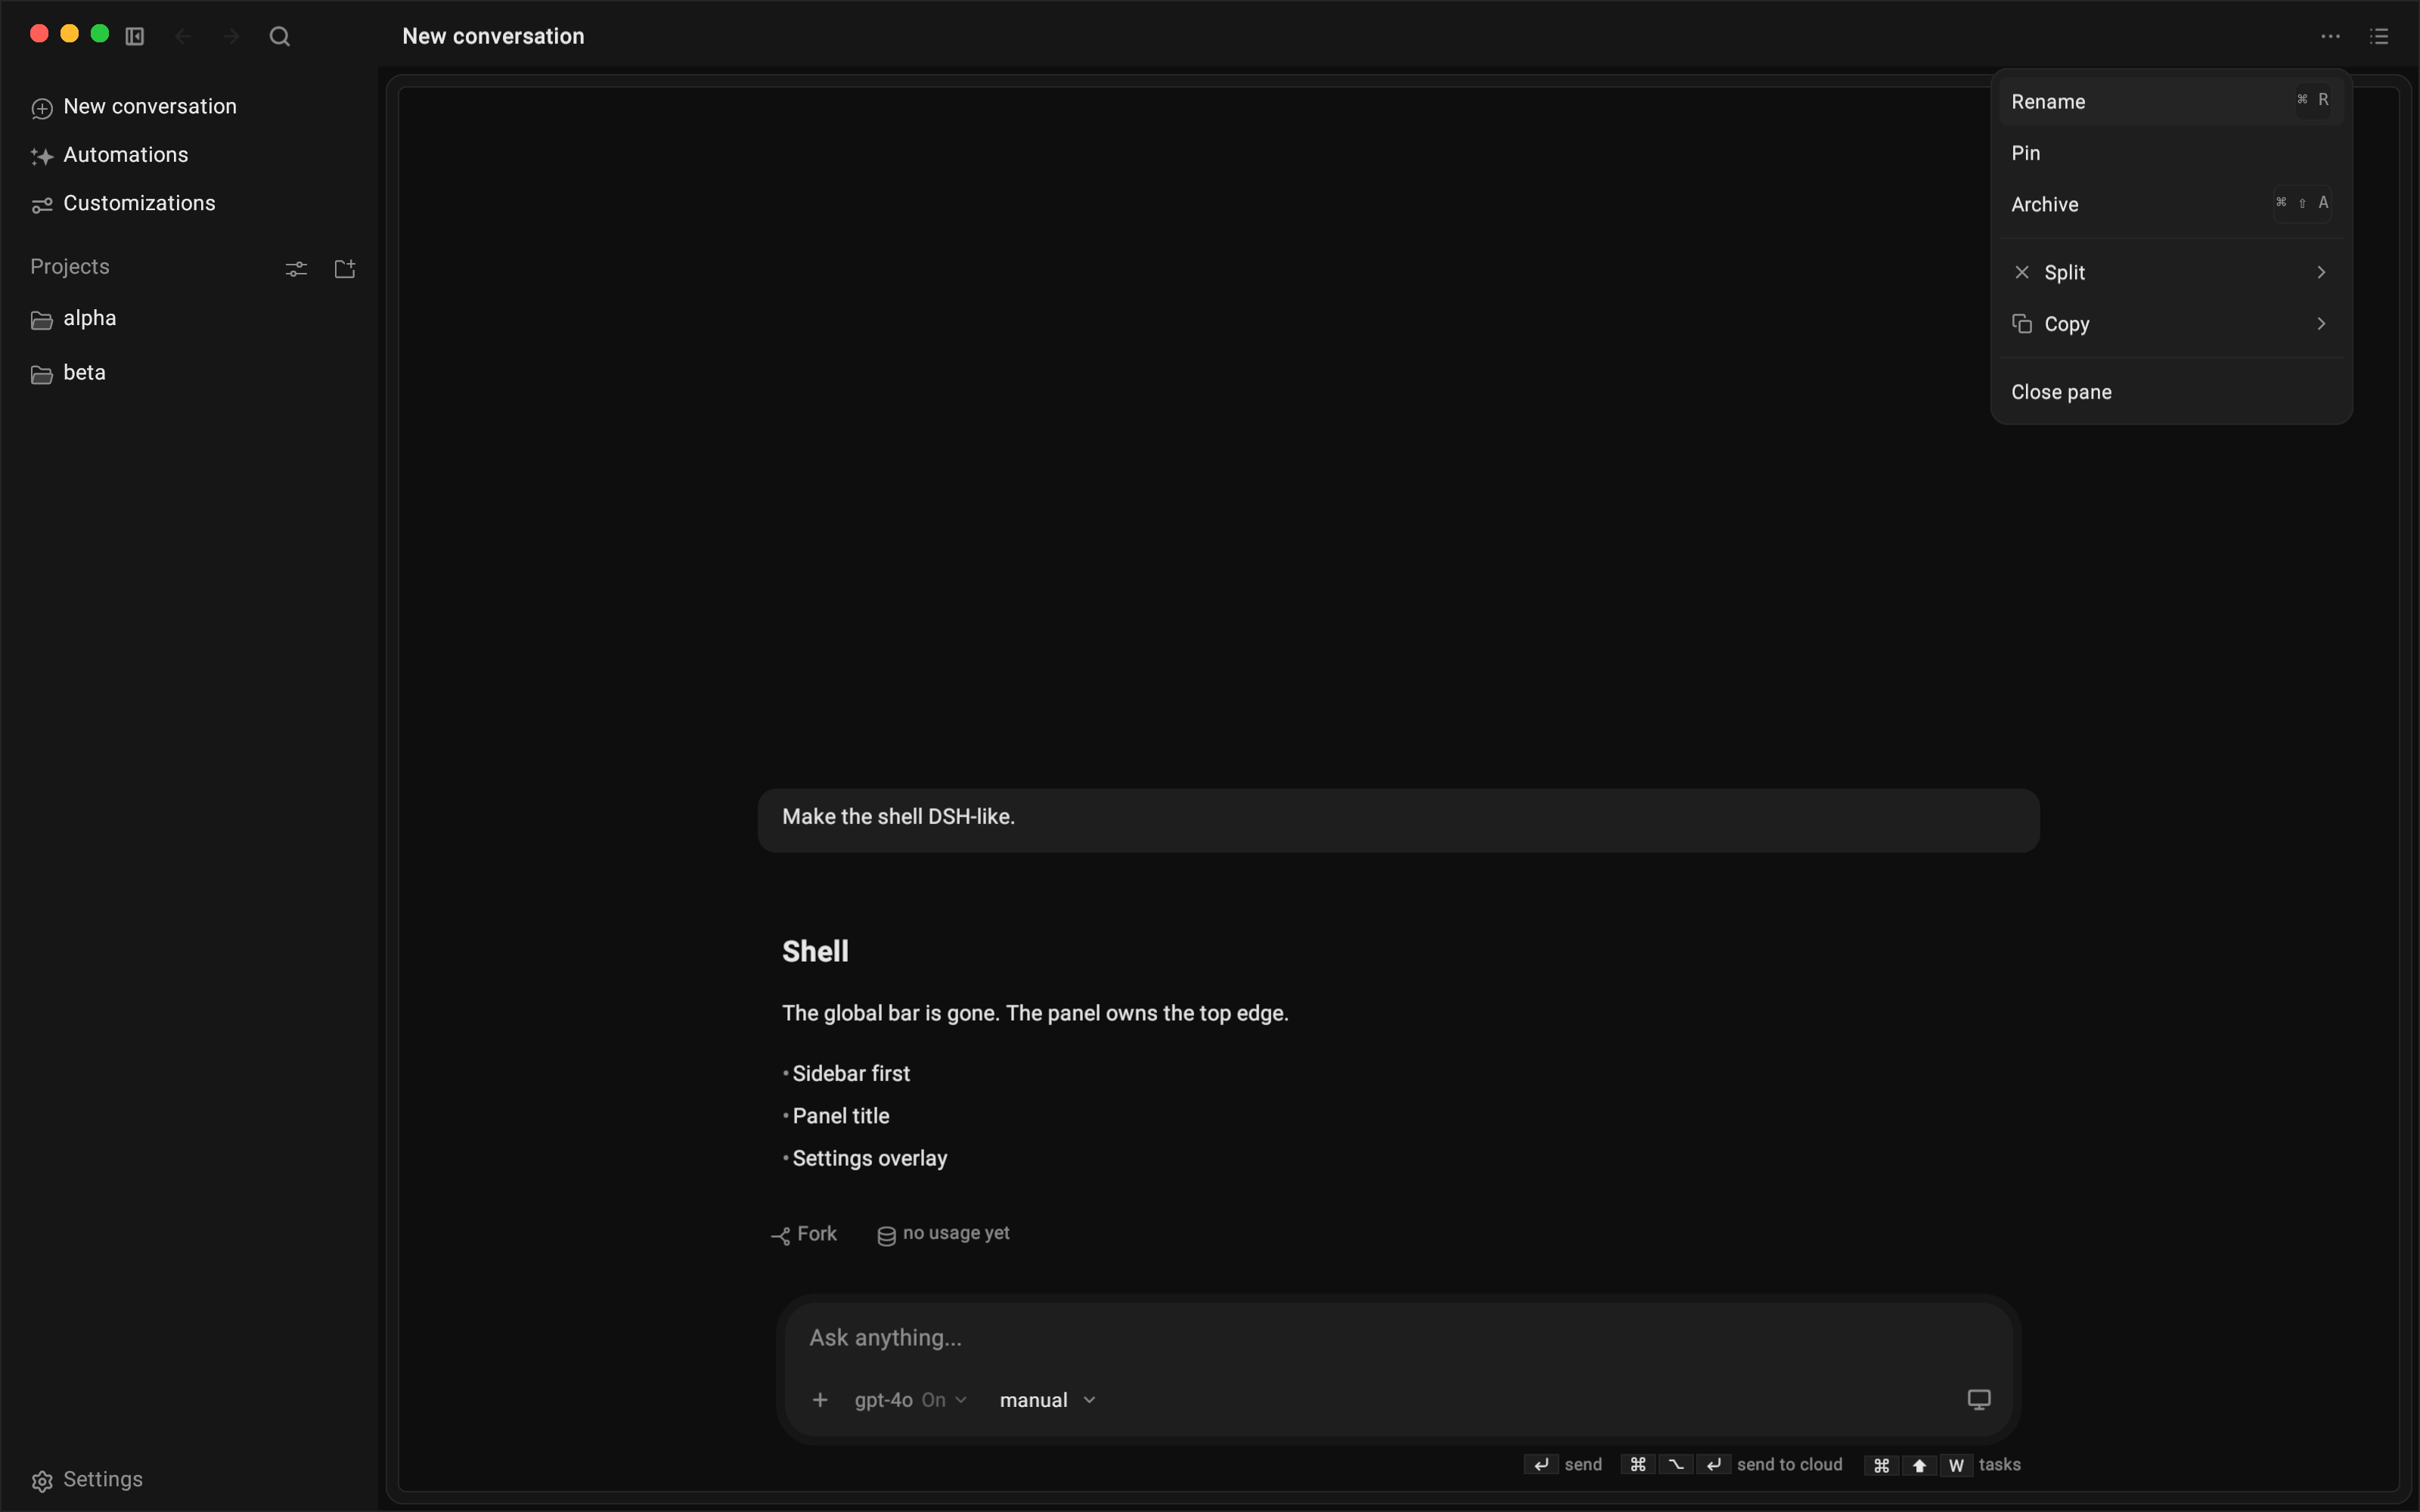 New conversation
New conversation
Automations
Customizations
Projects
alpha
beta
Rename ⌘ R
Pin
Archive ⌘ ⇧ A
Split
Copy
Close pane
Make the shell DSH-like.
Shell
The global bar is gone. The panel owns the top edge.
• Sidebar first
• Panel title
• Settings overlay
Fork no usage yet
Ask anything...
gpt-4o On manual
send ⌘ ⌥ send to cloud ⌘ W tasks
Settings